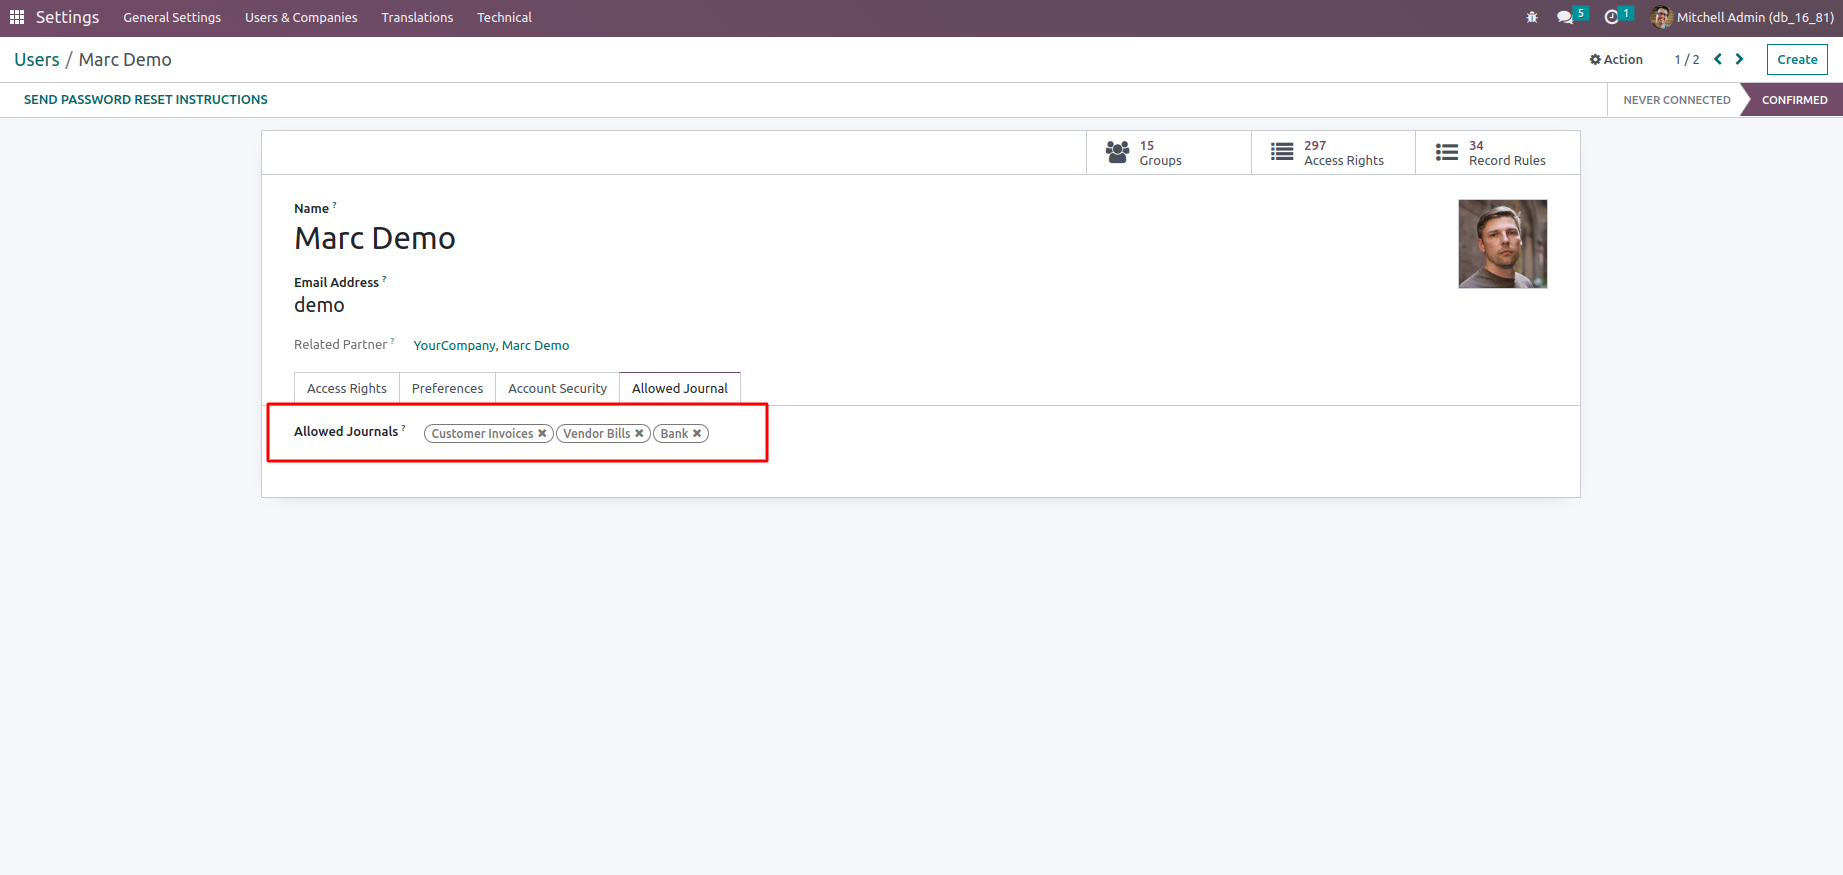 Settings General Settings Users & Companies Translations Technical 5 1 Mitchell Admin (db_16_81)
Users / Marc Demo Action 1 / 2 Create
SEND PASSWORD RESET INSTRUCTIONS NEVER CONNECTED CONFIRMED
15 Groups 297 Access Rights 34 Record Rules
Name ?
Marc Demo
Email Address ?
demo
Related Partner ? YourCompany, Marc Demo
Access Rights Preferences Account Security Allowed Journal
Allowed Journals ? Customer Invoices ✖ Vendor Bills ✖ Bank ✖